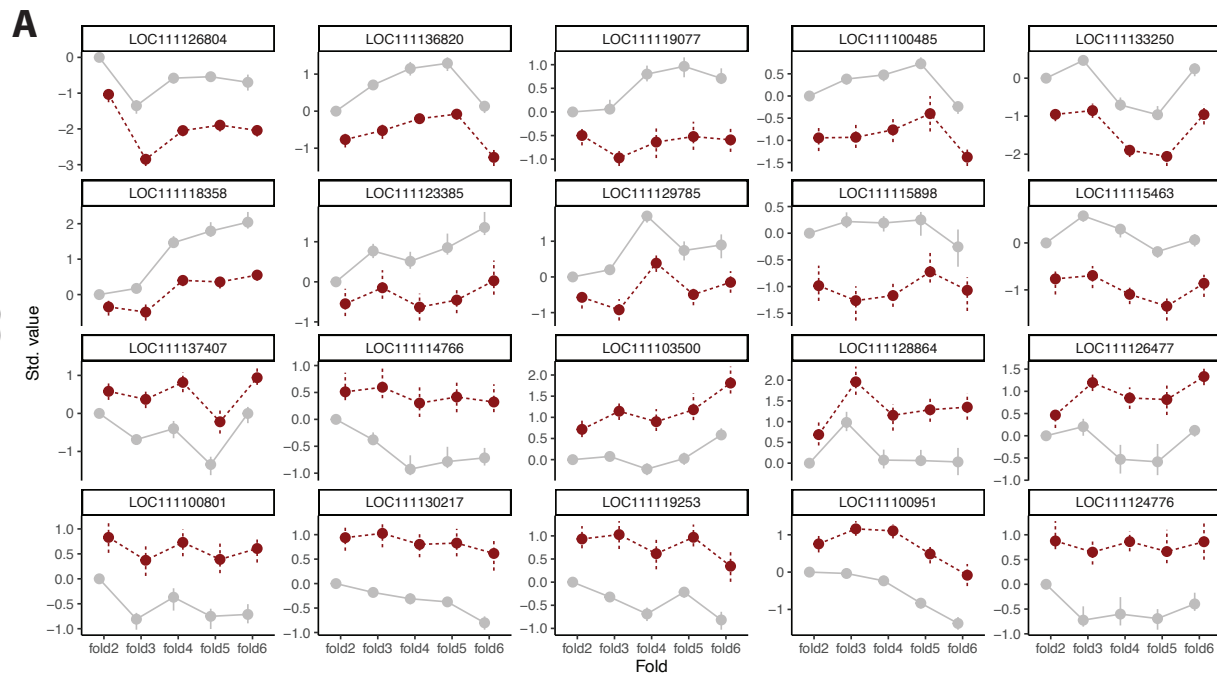 A
LOC111126804 LOC111136820 LOC111119077 LOC111100485 LOC111133250
0 -1 -2 -3
1 0 -1
1.0 0.5 0.0 -0.5 -1.0
0.5 0.0 -0.5 -1.0 -1.5
0 -1 -2
LOC111118358 LOC111123385 LOC111129785 LOC111115898 LOC111115463
2 1 0
1 0 -1
1 0 -1
0.5 0.0 -0.5 -1.0 -1.5
0 -1
Std. value
LOC111137407 LOC111114766 LOC111103500 LOC111128864 LOC111126477
1 0 -1
1.0 0.5 0.0 -0.5 -1.0
2.0 1.5 1.0 0.5 0.0
2.0 1.5 1.0 0.5 0.0
1.5 1.0 0.5 0.0 -0.5 -1.0
LOC111100801 LOC111130217 LOC111119253 LOC111100951 LOC111124776
1.0 0.5 0.0 -0.5 -1.0
1.0 0.5 0.0 -0.5 -1.0
1.0 0.5 0.0 -0.5 -1.0
1 0 -1
1.0 0.5 0.0 -0.5 -1.0
fold2 fold3 fold4 fold5 fold6 fold2 fold3 fold4 fold5 fold6 fold2 fold3 fold4 fold5 fold6 fold2 fold3 fold4 fold5 fold6 fold2 fold3 fold4 fold5 fold6
Fold